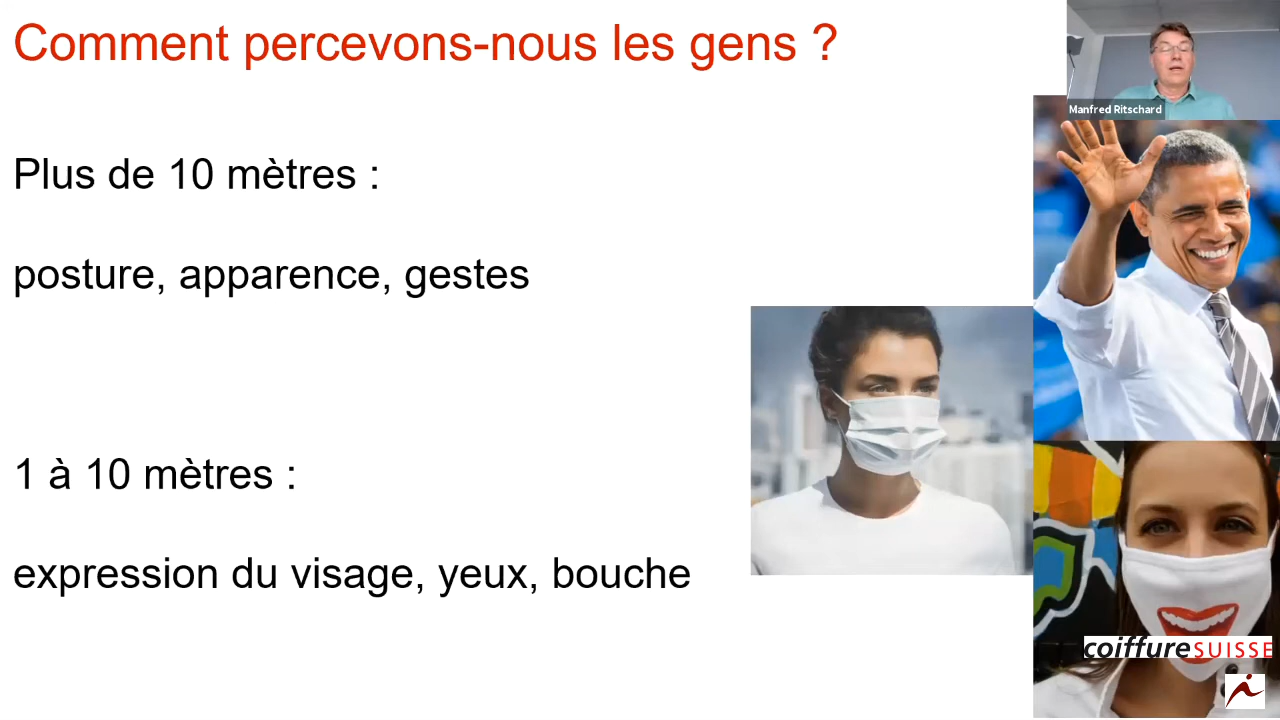 Comment percevons-nous les gens ?
Manfred Ritschard
Plus de 10 mètres :
posture, apparence, gestes
1 à 10 mètres :
expression du visage, yeux, bouche
coiffureSUISSE